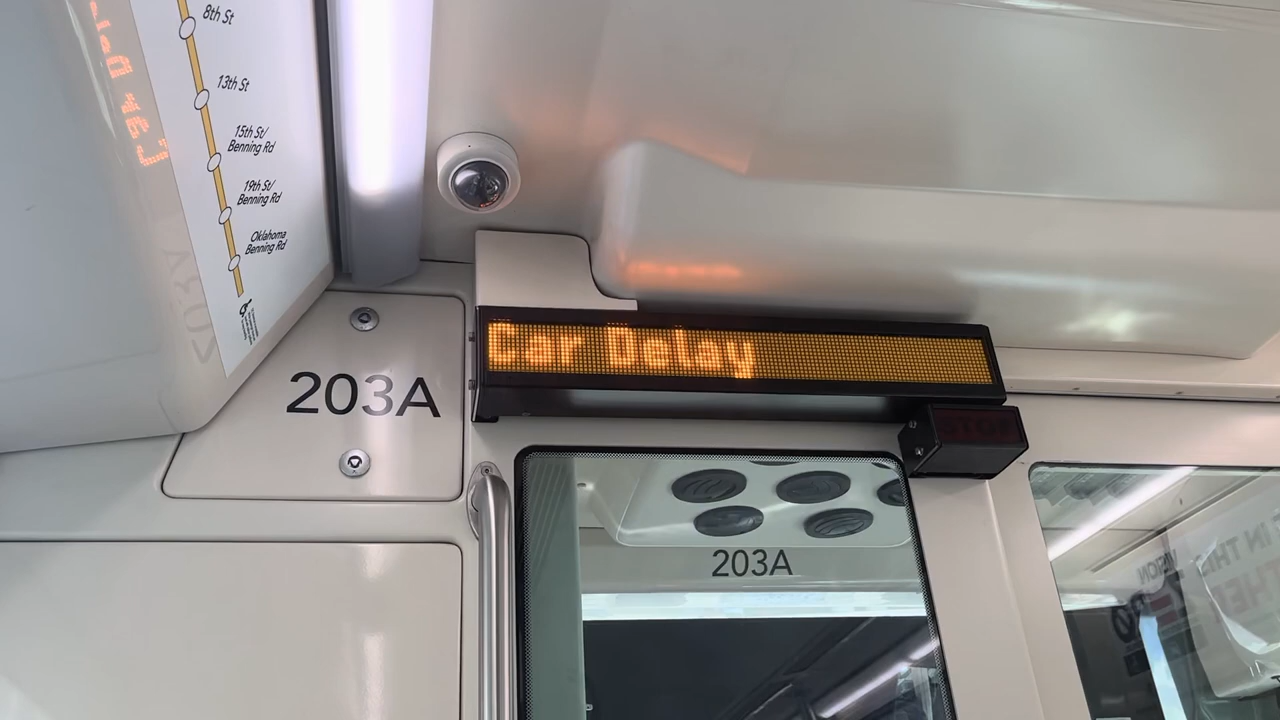 8th St
13th St
15th St/
Benning Rd
19th St/
Benning Rd
Oklahoma
Benning Rd
203A
Car Delay
STOP
203A